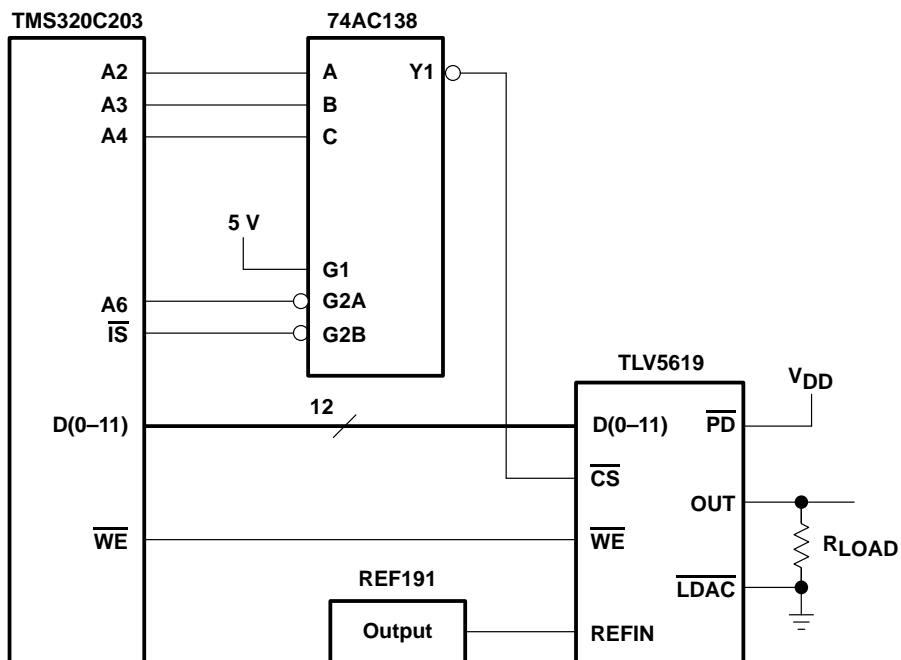 TMS320C203
74AC138
A2
A3
A4
A6
IS
D(0–11)
WE
A
B
C
Y1
5 V
G1
G2A
G2B
12
TLV5619
VDD
D(0–11)
PD
CS
OUT
WE
RLOAD
LDAC
REFIN
REF191
Output